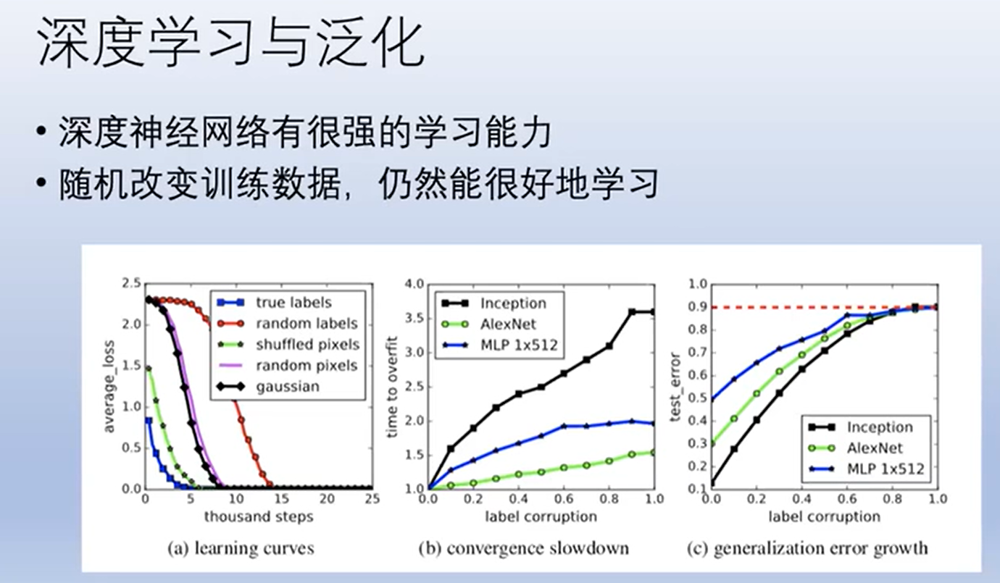 深度学习与泛化
• 深度神经网络有很强的学习能力
• 随机改变训练数据，仍然能很好地学习
2.5
2.0
1.5
1.0
0.5
0.0
average_loss
true labels
random labels
shuffled pixels
random pixels
gaussian
0 5 10 15 20 25
thousand steps
(a) learning curves
4.0
3.5
3.0
2.5
2.0
1.5
1.0
time to overfit
Inception
AlexNet
MLP 1x512
0.0 0.2 0.4 0.6 0.8 1.0
label corruption
(b) convergence slowdown
1.0
0.9
0.8
0.7
0.6
0.5
0.4
0.3
0.2
0.1
test_error
Inception
AlexNet
MLP 1x512
0.0 0.2 0.4 0.6 0.8 1.0
label corruption
(c) generalization error growth